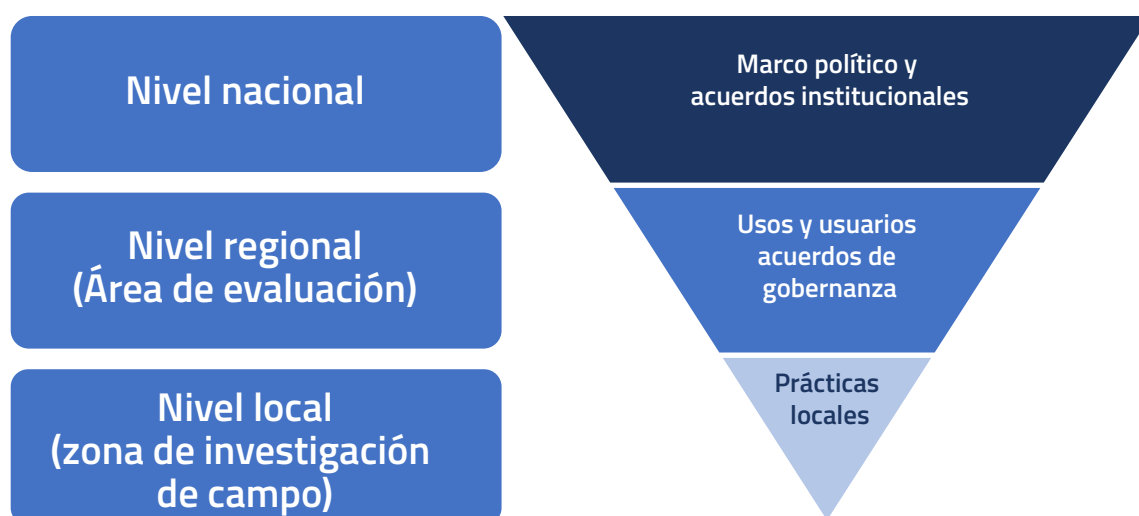 Nivel nacional
Marco político y
acuerdos institucionales
Nivel regional
(Área de evaluación)
Usos y usuarios
acuerdos de
gobernanza
Nivel local
(zona de investigación
de campo)
Prácticas
locales